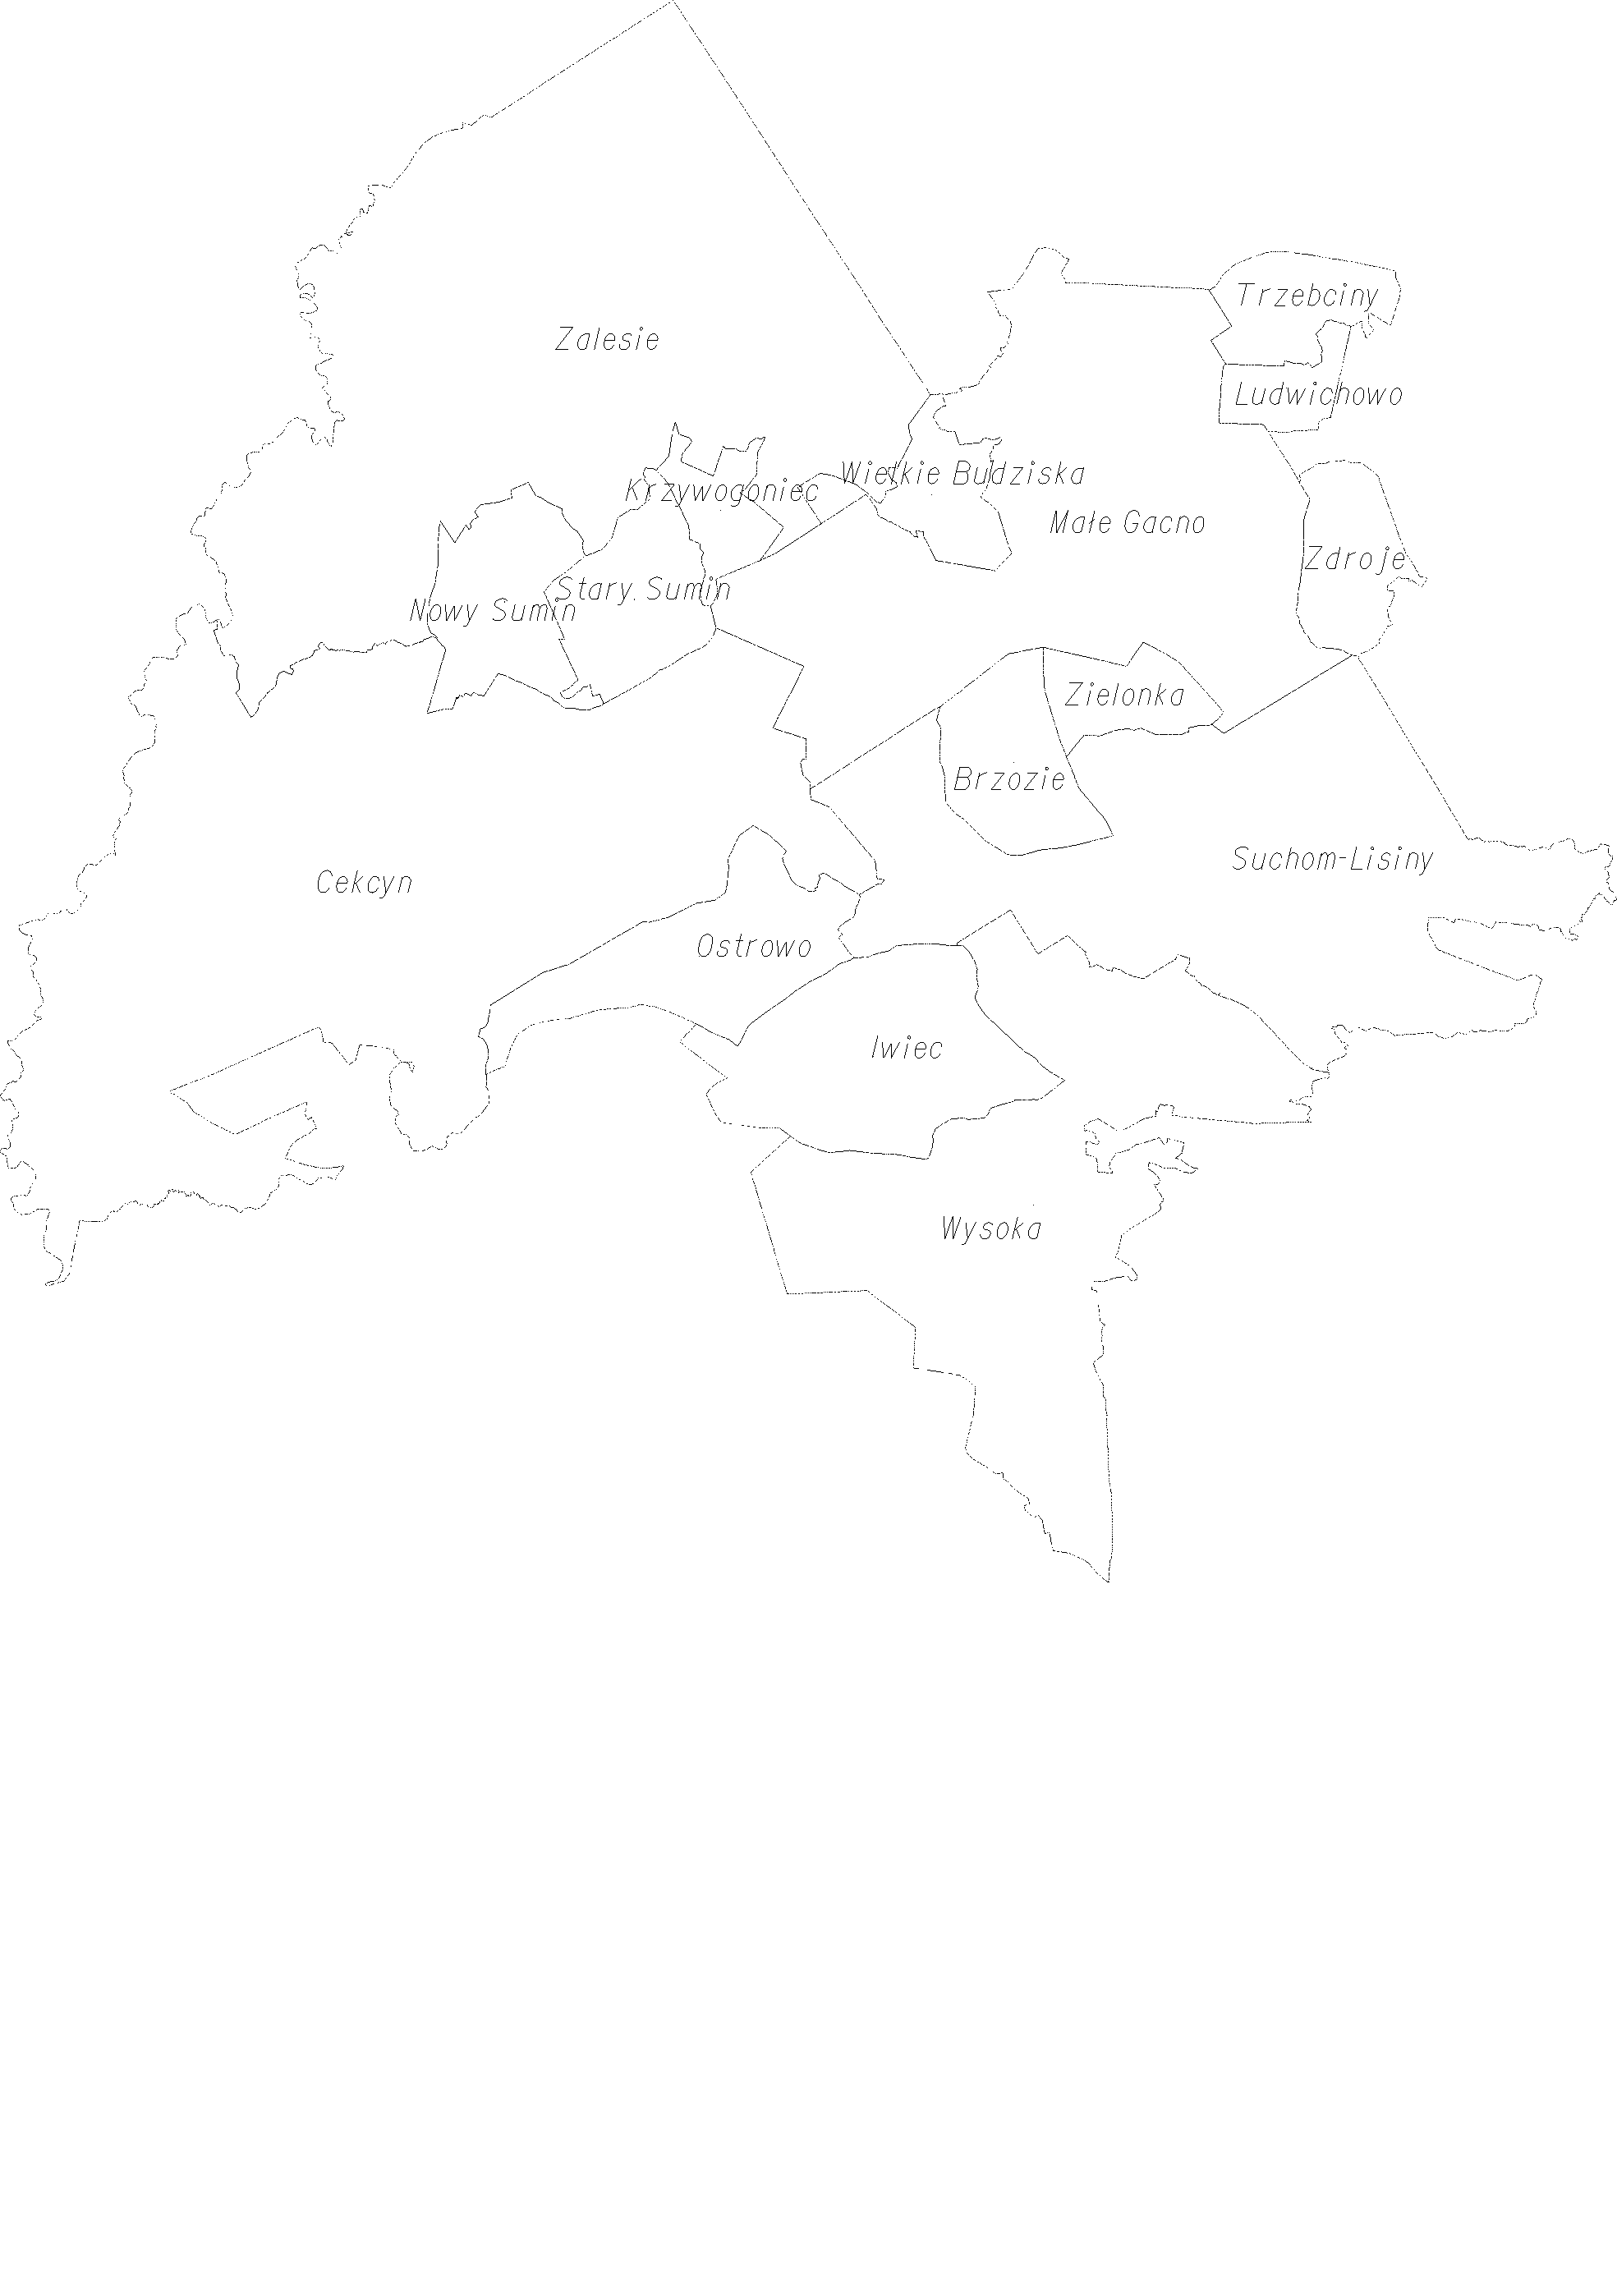 Trzebciny
Zalesie
Ludwichowo
Wielkie Budziska
Krzywogoniec
Małe Gacno
Zdroje
Stary. Sumin
Nowy Sumin
Zielonka
Brzozie
Suchom-Lisiny
Cekcyn
Ostrowo
Iwiec
Wysoka